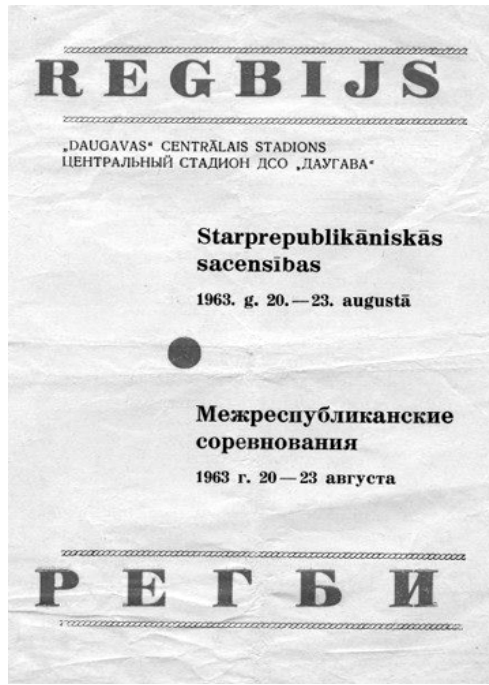 REGBIJS
„DAUGAVAS“ CENTRĀLAIS STADIONS
ЦЕНТРАЛЬНЫЙ СТАДИОН ДСО „ДАУГАВА“
Starprepublikāniskās
sacensības
1963. g. 20.—23. augustā
Межреспубликанские
соревнования
1963 г. 20—23 августа
РЕГБИ